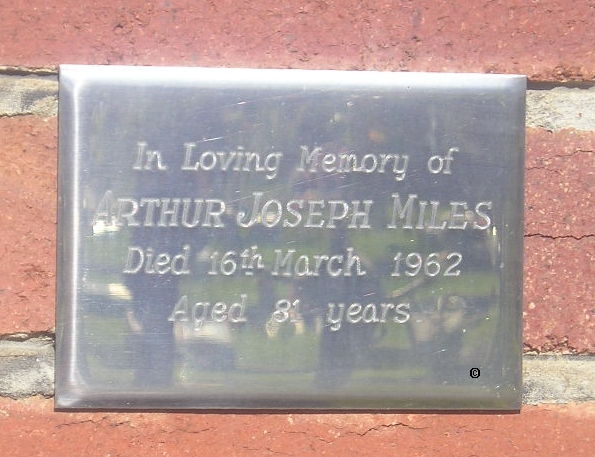 In Loving Memory of
ARTHUR JOSEPH MILES
Died 16th March 1962
Aged 81 years
©